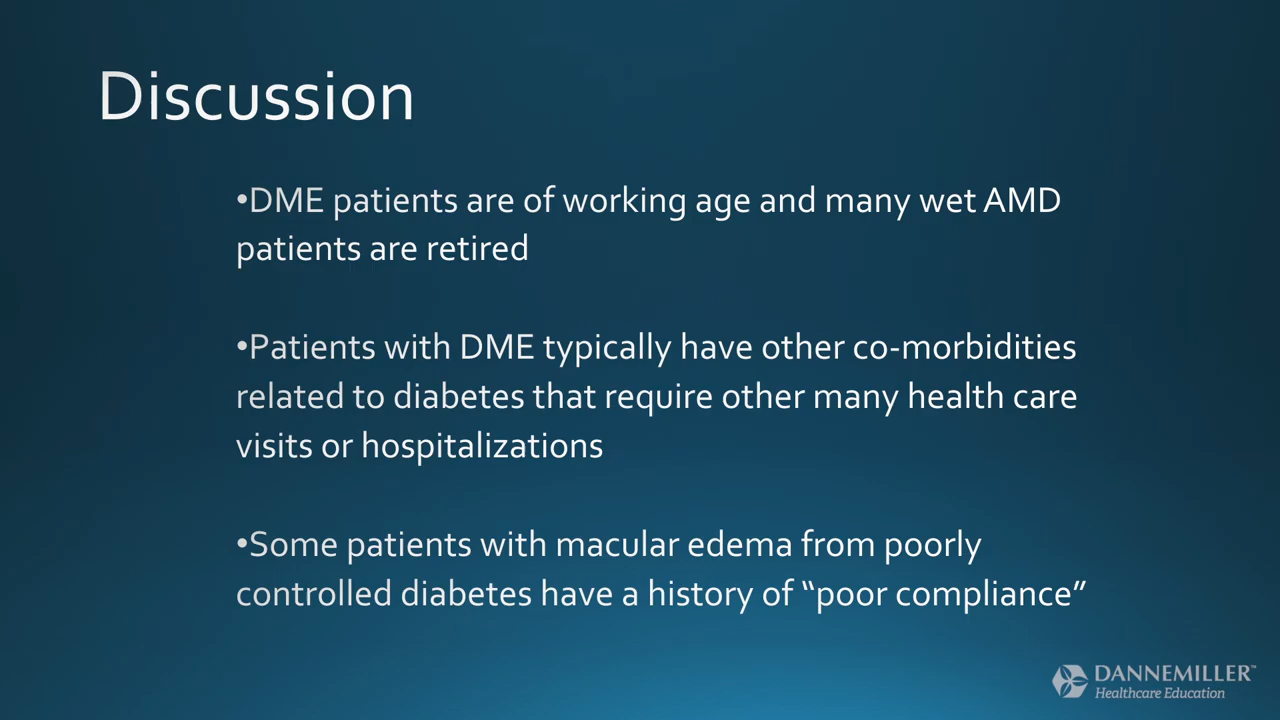 Discussion
•DME patients are of working age and many wet AMD
patients are retired
•Patients with DME typically have other co-morbidities
related to diabetes that require other many health care
visits or hospitalizations
•Some patients with macular edema from poorly
controlled diabetes have a history of “poor compliance”
DANNEMILLER™
Healthcare Education